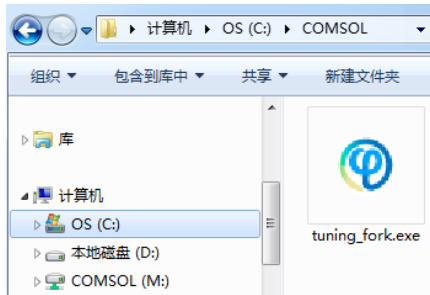 计算机 OS (C:) COMSOL
组织 包含到库中 共享 新建文件夹
库
计算机
OS (C:)
本地磁盘 (D:)
COMSOL (M:)
tuning_fork.exe